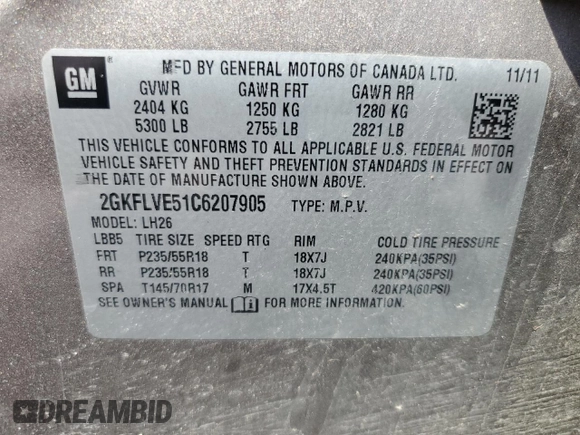 GM
MFD BY GENERAL MOTORS OF CANADA LTD. 11/11
GVWR GAWR FRT GAWR RR
2404 KG 1250 KG 1280 KG
5300 LB 2755 LB 2821 LB
THIS VEHICLE CONFORMS TO ALL APPLICABLE U.S. FEDERAL MOTOR
VEHICLE SAFETY AND THEFT PREVENTION STANDARDS IN EFFECT ON
THE DATE OF MANUFACTURE SHOWN ABOVE.
2GKFLVE51C6207905 TYPE: M.P.V.
MODEL: LH26
LBB5 TIRE SIZE SPEED RTG RIM COLD TIRE PRESSURE
FRT P235/55R18 T 18X7J 240KPA(35PSI)
RR P235/55R18 T 18X7J 240KPA(35PSI)
SPA T145/70R17 M 17X4.5T 420KPA(60PSI)
SEE OWNER'S MANUAL FOR MORE INFORMATION.
DREAMBID